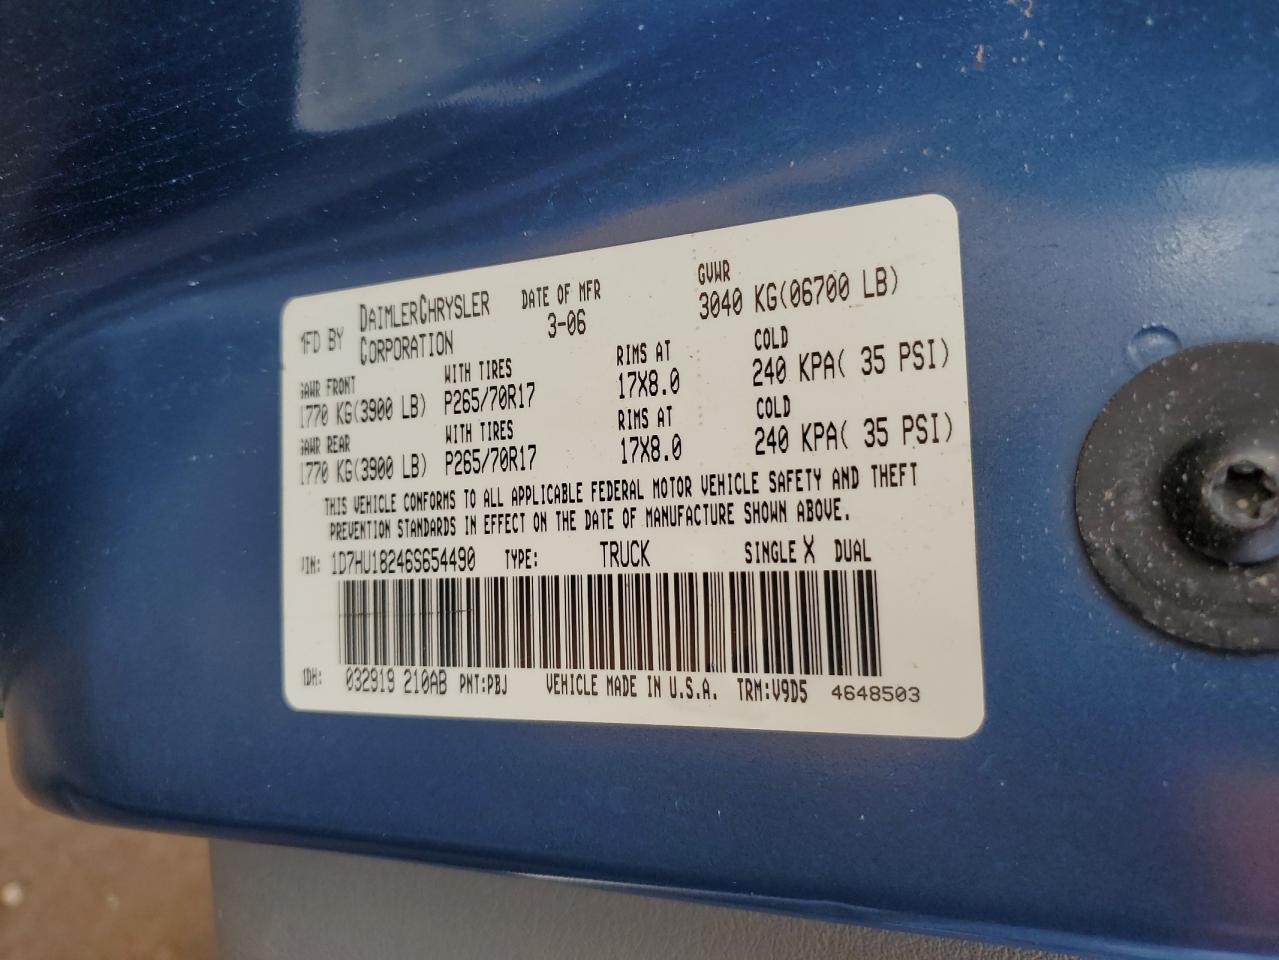 MFD BY DAIMLERCHRYSLER CORPORATION
DATE OF MFR 3-06
GVWR 3040 KG(06700 LB)
GAWR FRONT WITH TIRES RIMS AT COLD
1770 KG(3900 LB) P265/70R17 17X8.0 240 KPA( 35 PSI)
GAWR REAR WITH TIRES RIMS AT COLD
1770 KG(3900 LB) P265/70R17 17X8.0 240 KPA( 35 PSI)
THIS VEHICLE CONFORMS TO ALL APPLICABLE FEDERAL MOTOR VEHICLE SAFETY AND THEFT
PREVENTION STANDARDS IN EFFECT ON THE DATE OF MANUFACTURE SHOWN ABOVE.
VIN: 1D7HU18246S654490 TYPE: TRUCK SINGLE X DUAL
MDH: 032919 210AB PNT:PBJ VEHICLE MADE IN U.S.A. TRM:V9D5 4648503